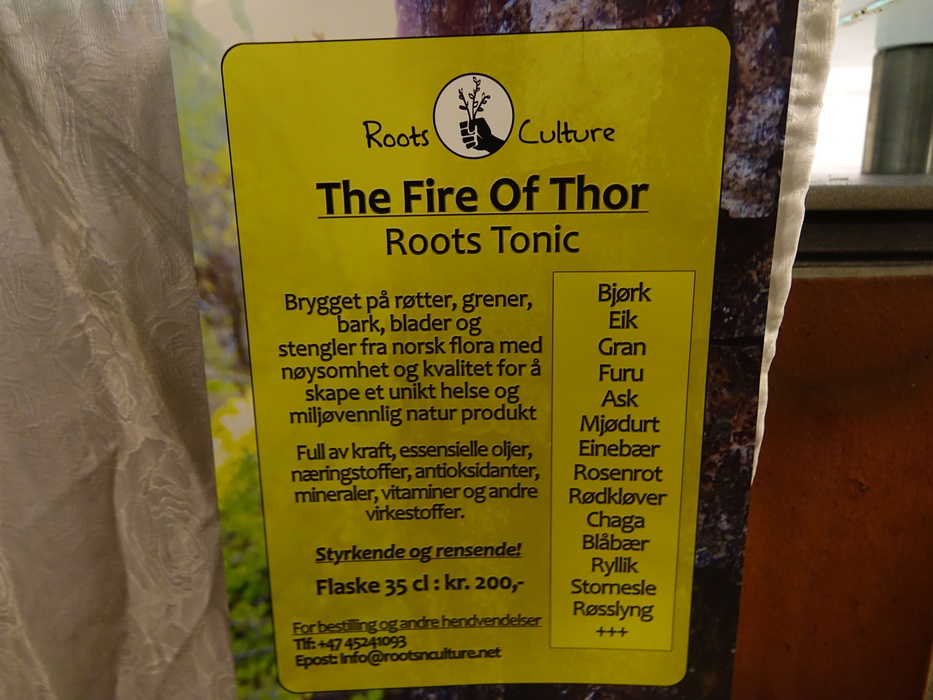 Roots Culture
The Fire Of Thor
Roots Tonic
Brygget på røtter, grener,
bark, blader og
stengler fra norsk flora med
nøysomhet og kvalitet for å
skape et unikt helse og
miljøvennlig natur produkt
Full av kraft, essensielle oljer,
næringstoffer, antioksidanter,
mineraler, vitaminer og andre
virkestoffer.
Styrkende og rensende!
Flaske 35 cl : kr. 200,-
For bestilling og andre hendvendelser
Tlf: +47 45241093
Epost: Info@rootsnculture.net
Bjørk
Eik
Gran
Furu
Ask
Mjødurt
Einebær
Rosenrot
Rødkløver
Chaga
Blåbær
Ryllik
Stornesle
Røsslyng
+++